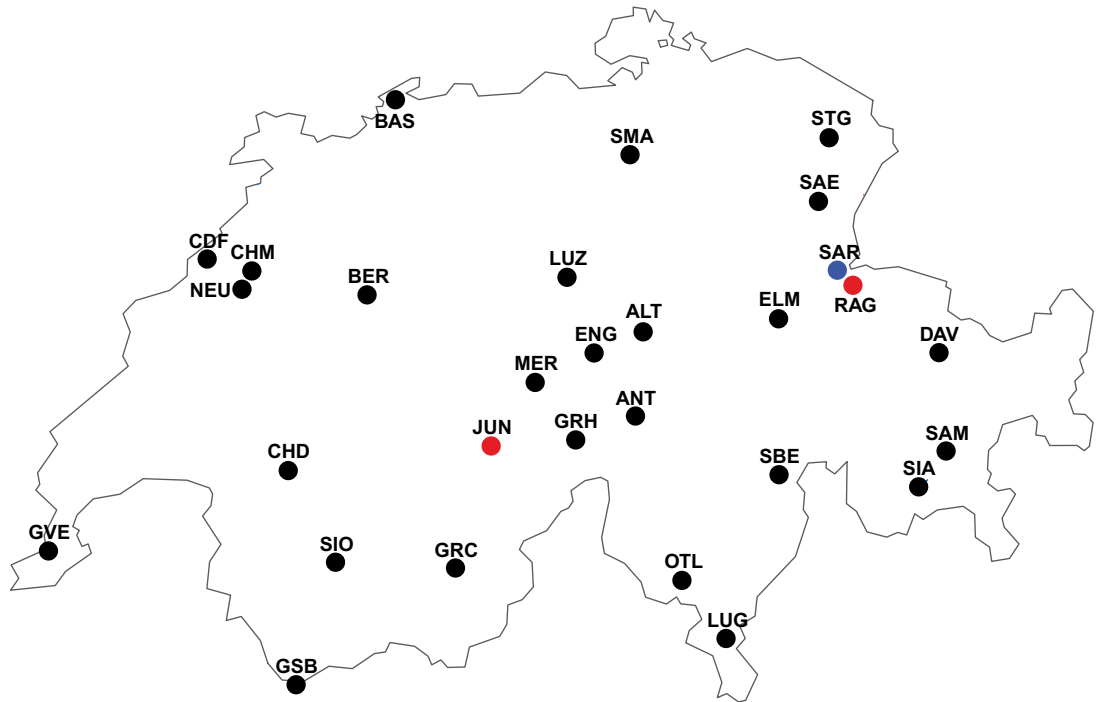 BAS
SMA
STG
SAE
CDF
CHM
NEU
BER
LUZ
SAR
RAG
ELM
ALT
ENG
DAV
MER
ANT
JUN
GRH
CHD
SBE
SAM
SIA
GVE
SIO
GRC
OTL
LUG
GSB